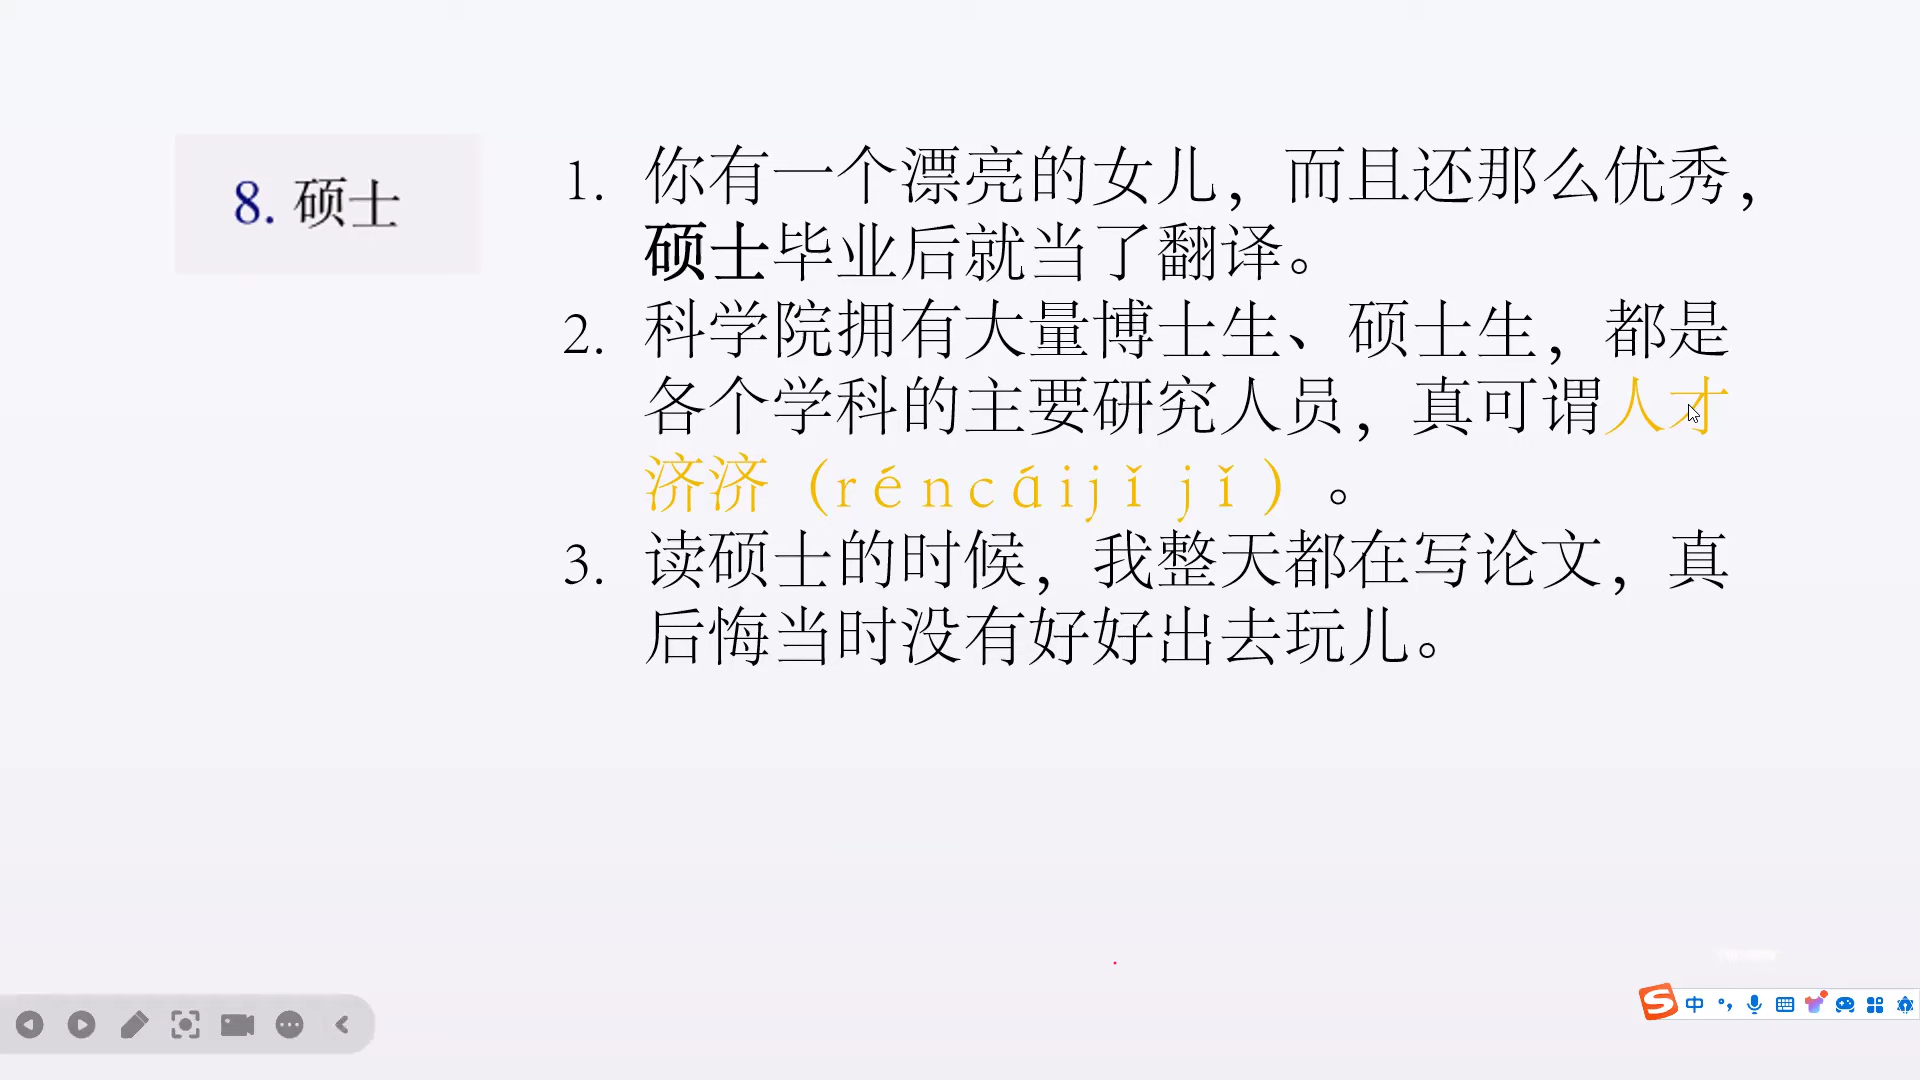 8. 硕士
1. 你有一个漂亮的女儿，而且还那么优秀，
硕士毕业后就当了翻译。
2. 科学院拥有大量博士生、硕士生，都是
各个学科的主要研究人员，真可谓人才
济济（réncáijǐ jǐ）。
3. 读硕士的时候，我整天都在写论文，真
后悔当时没有好好出去玩儿。
中